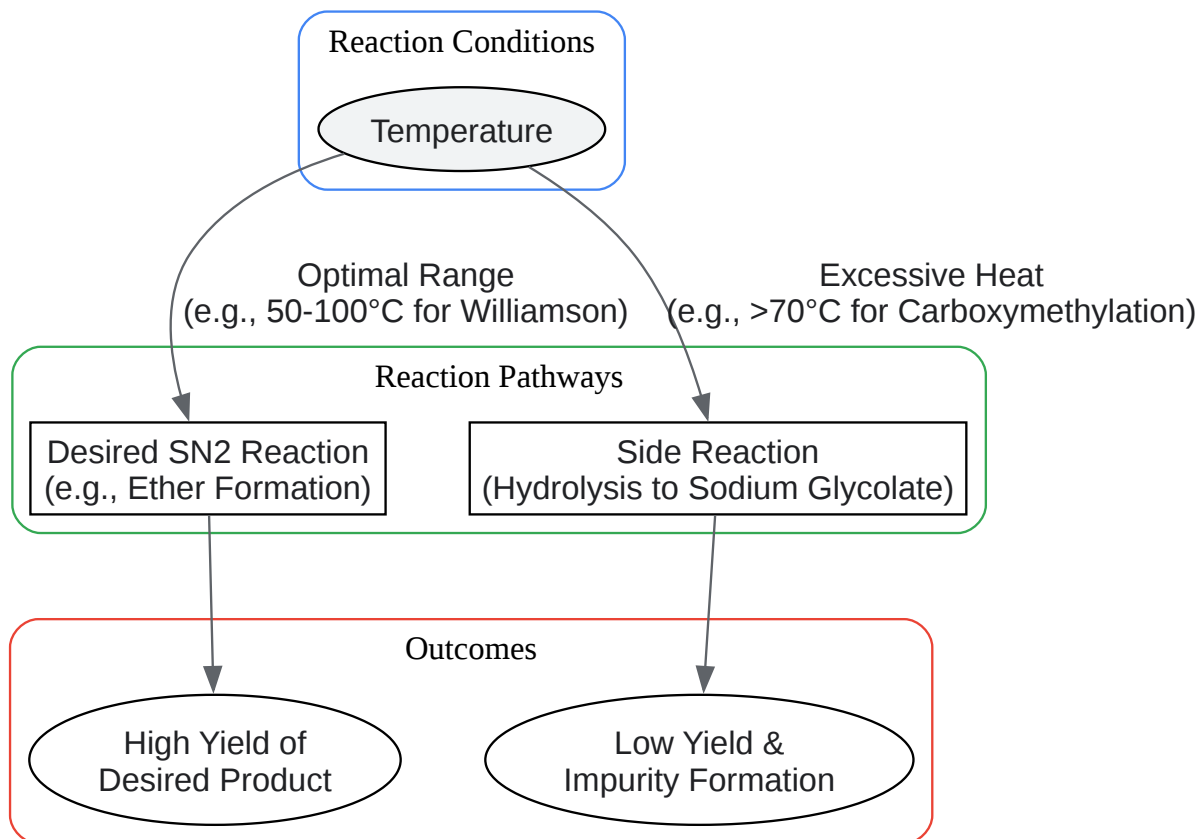 Reaction Conditions
Temperature
Optimal Range
(e.g., 50-100°C for Williamson)
Excessive Heat
(e.g., >70°C for Carboxymethylation)
Reaction Pathways
Desired SN2 Reaction
(e.g., Ether Formation)
Side Reaction
(Hydrolysis to Sodium Glycolate)
Outcomes
High Yield of
Desired Product
Low Yield &
Impurity Formation